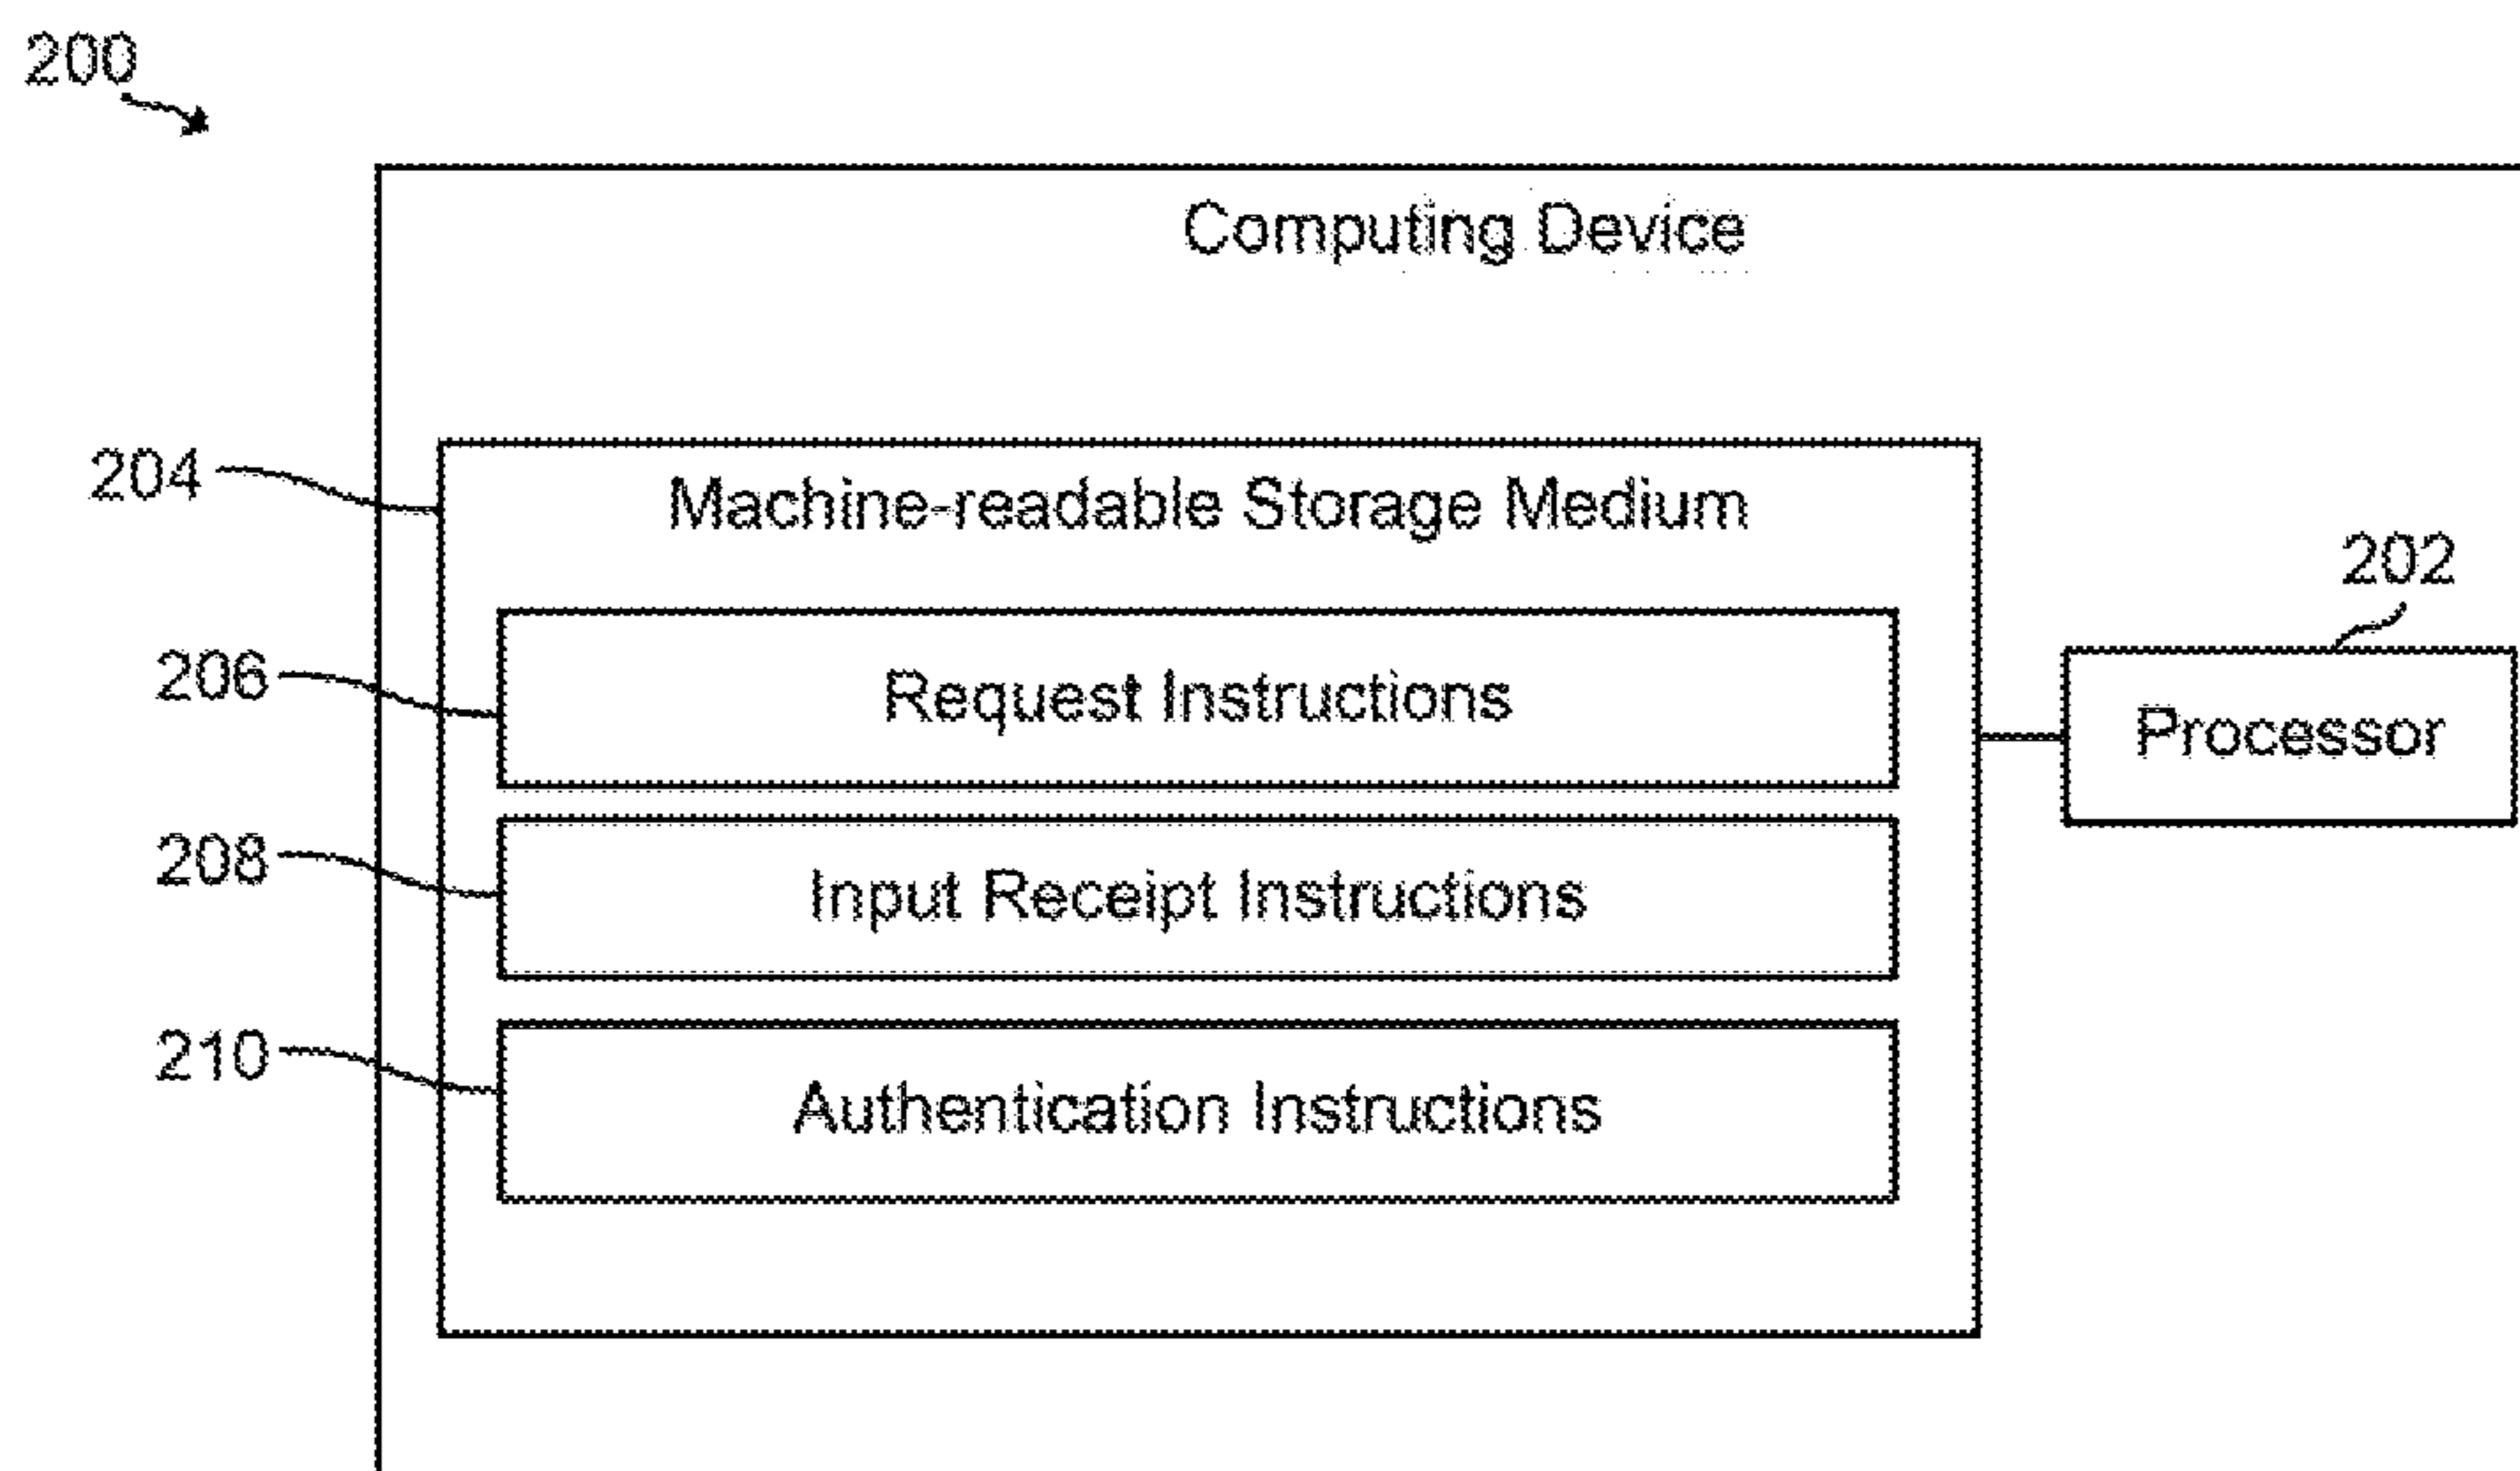 200
Computing Device
204
Machine-readable Storage Medium
202
206
Request Instructions
Processor
208
Input Receipt Instructions
210
Authentication Instructions